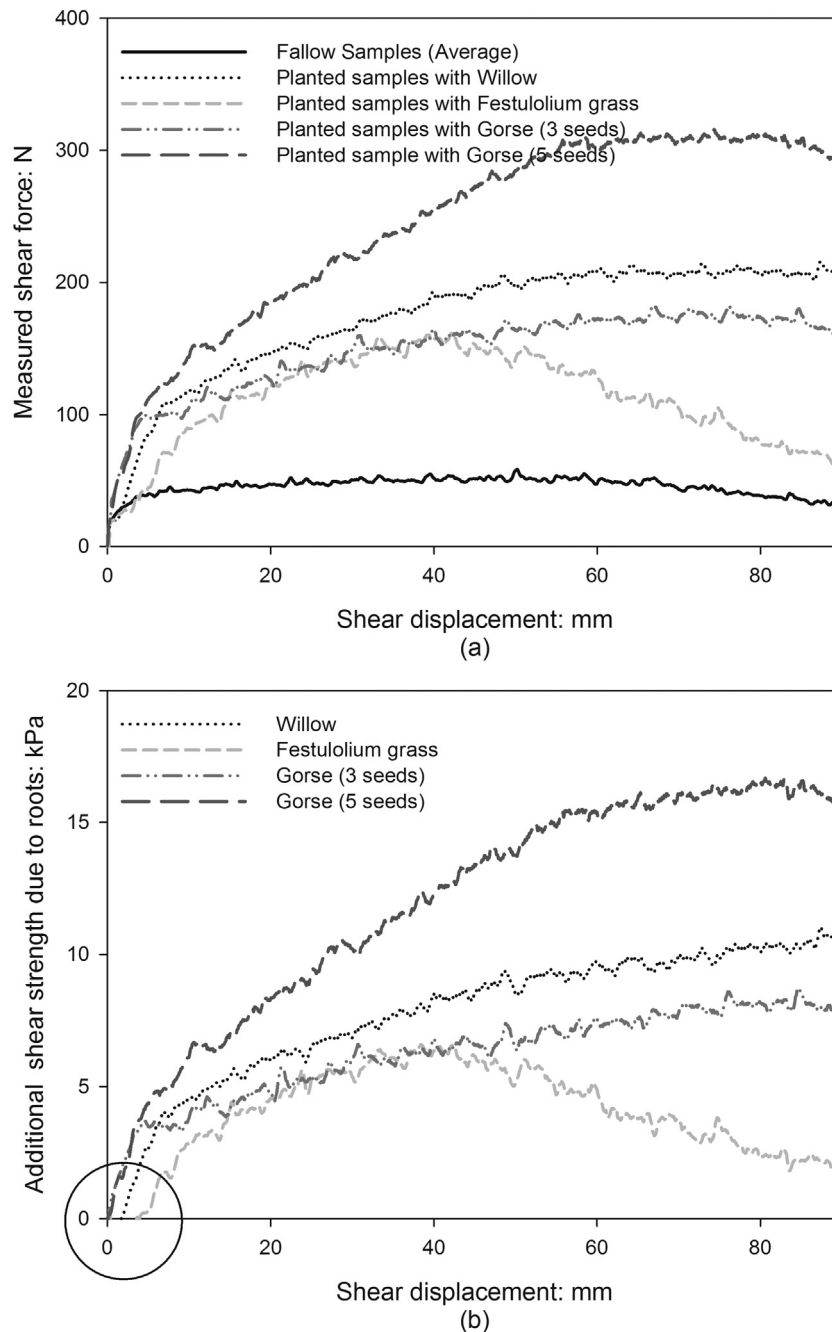 400
300
200
100
0
Measured shear force: N
Fallow Samples (Average)
Planted samples with Willow
Planted samples with Festulolium grass
Planted samples with Gorse (3 seeds)
Planted sample with Gorse (5 seeds)
0 20 40 60 80
Shear displacement: mm
(a)
20
15
10
5
0
Additional shear strength due to roots: kPa
Willow
Festulolium grass
Gorse (3 seeds)
Gorse (5 seeds)
0 20 40 60 80
Shear displacement: mm
(b)